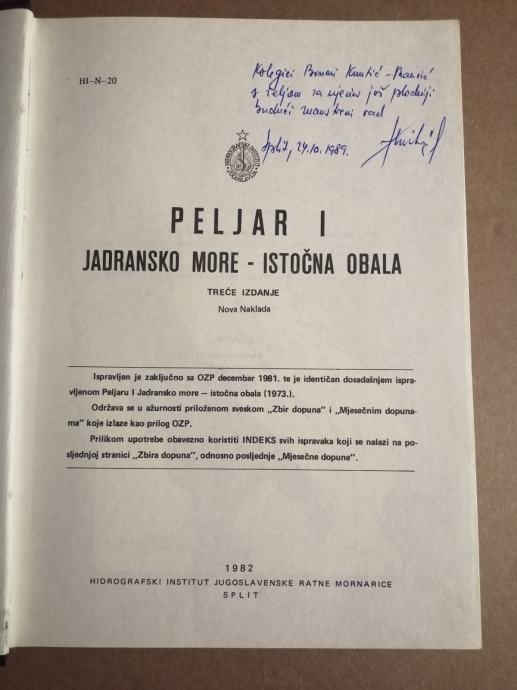 HI-N-20
Kolegici
s željom za njezin još plodniji
budući znanstveni rad
Split, 24.10.1989.
HIDROGRAFSKI INSTITUT
JUGOSLAVIJA
PELJAR I
JADRANSKO MORE - ISTOČNA OBALA
TREĆE IZDANJE
Nova Naklada
Ispravljen je zaključno sa OZP decembar 1981. te je identičan dosadašnjem ispra-
vljenom Peljaru I Jadransko more — istočna obala (1973.).
Održava se u ažurnosti priloženom sveskom „Zbir dopuna" i „Mjesečnim dopuna-
ma" koje izlaze kao prilog OZP.
Prilikom upotrebe obavezno koristiti INDEKS svih ispravaka koji se nalazi na po-
sljednjoj stranici „Zbira dopuna", odnosno posljednje „Mjesečne dopune".
1982
HIDROGRAFSKI INSTITUT JUGOSLAVENSKE RATNE MORNARICE
SPLIT